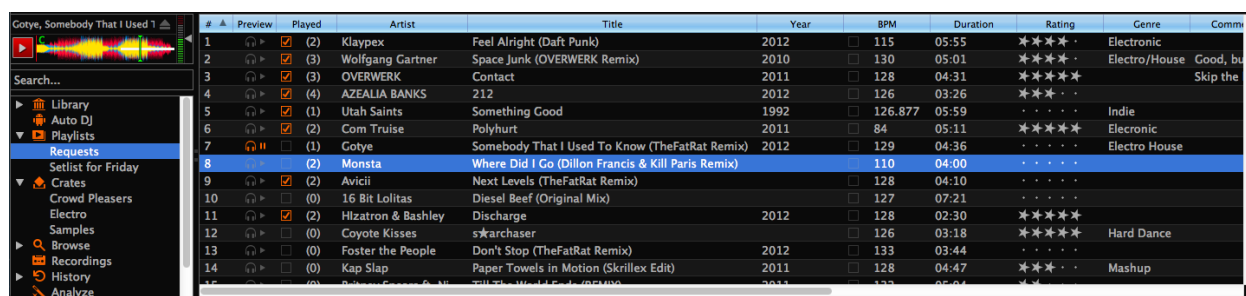 Gotye, Somebody That I Used T
# Preview Played Artist Title Year BPM Duration Rating Genre Comme
1 (2) Klaypex Feel Alright (Daft Punk) 2012 115 05:55 Electronic
2 (3) Wolfgang Gartner Space Junk (OVERWERK Remix) 2010 130 05:01 Electro/House Good, bu
3 (3) OVERWERK Contact 2011 128 04:31 Skip the
4 (4) AZEALIA BANKS 212 2012 126 03:26
5 (1) Utah Saints Something Good 1992 126.877 05:59 Indie
6 (2) Com Truise Polyhurt 2011 84 05:11 Elecronic
7 (1) Gotye Somebody That I Used To Know (TheFatRat Remix) 2012 129 04:36 Electro House
8 (2) Monsta Where Did I Go (Dillon Francis & Kill Paris Remix) 110 04:00
9 (2) Avicii Next Levels (TheFatRat Remix) 128 04:10
10 (0) 16 Bit Lolitas Diesel Beef (Original Mix) 127 07:21
11 (2) HIzatron & Bashley Discharge 2012 128 02:30
12 (0) Coyote Kisses s★archaser 126 03:18 Hard Dance
13 (0) Foster the People Don't Stop (TheFatRat Remix) 2012 133 03:44
14 (0) Kap Slap Paper Towels in Motion (Skrillex Edit) 2011 128 04:47 Mashup
Search...
Library
Auto DJ
Playlists
Requests
Setlist for Friday
Crates
Crowd Pleasers
Electro
Samples
Browse
Recordings
History
Analyze